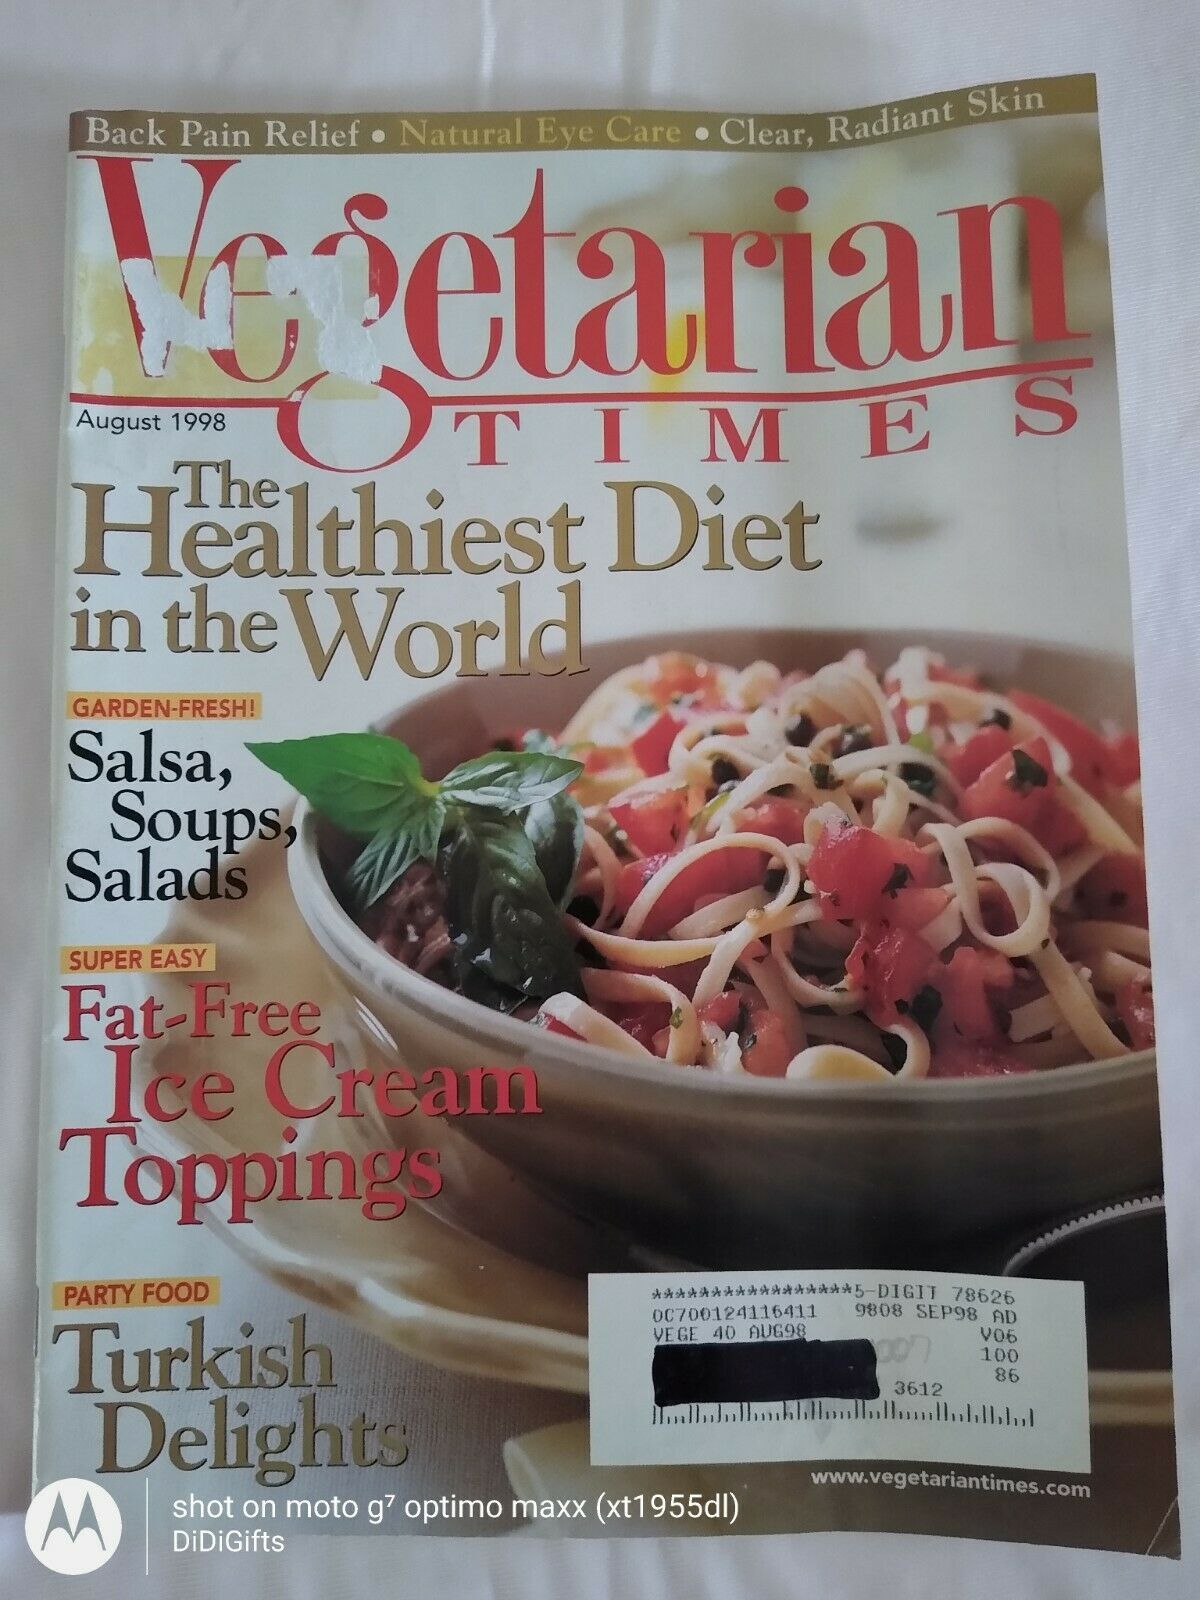 Back Pain Relief • Natural Eye Care • Clear, Radiant Skin
Vegetarian
TIMES
August 1998
The
Healthiest Diet
in the World
GARDEN-FRESH!
Salsa,
Soups,
Salads
SUPER EASY
Fat-Free
Ice Cream
Toppings
PARTY FOOD
Turkish
Delights
*****************5-DIGIT 78626
0C700124116411 9808 SEP98 AD
VEGE 40 AUG98 V06
100
86
3612
www.vegetariantimes.com
shot on moto g⁷ optimo maxx (xt1955dl)
DiDiGifts